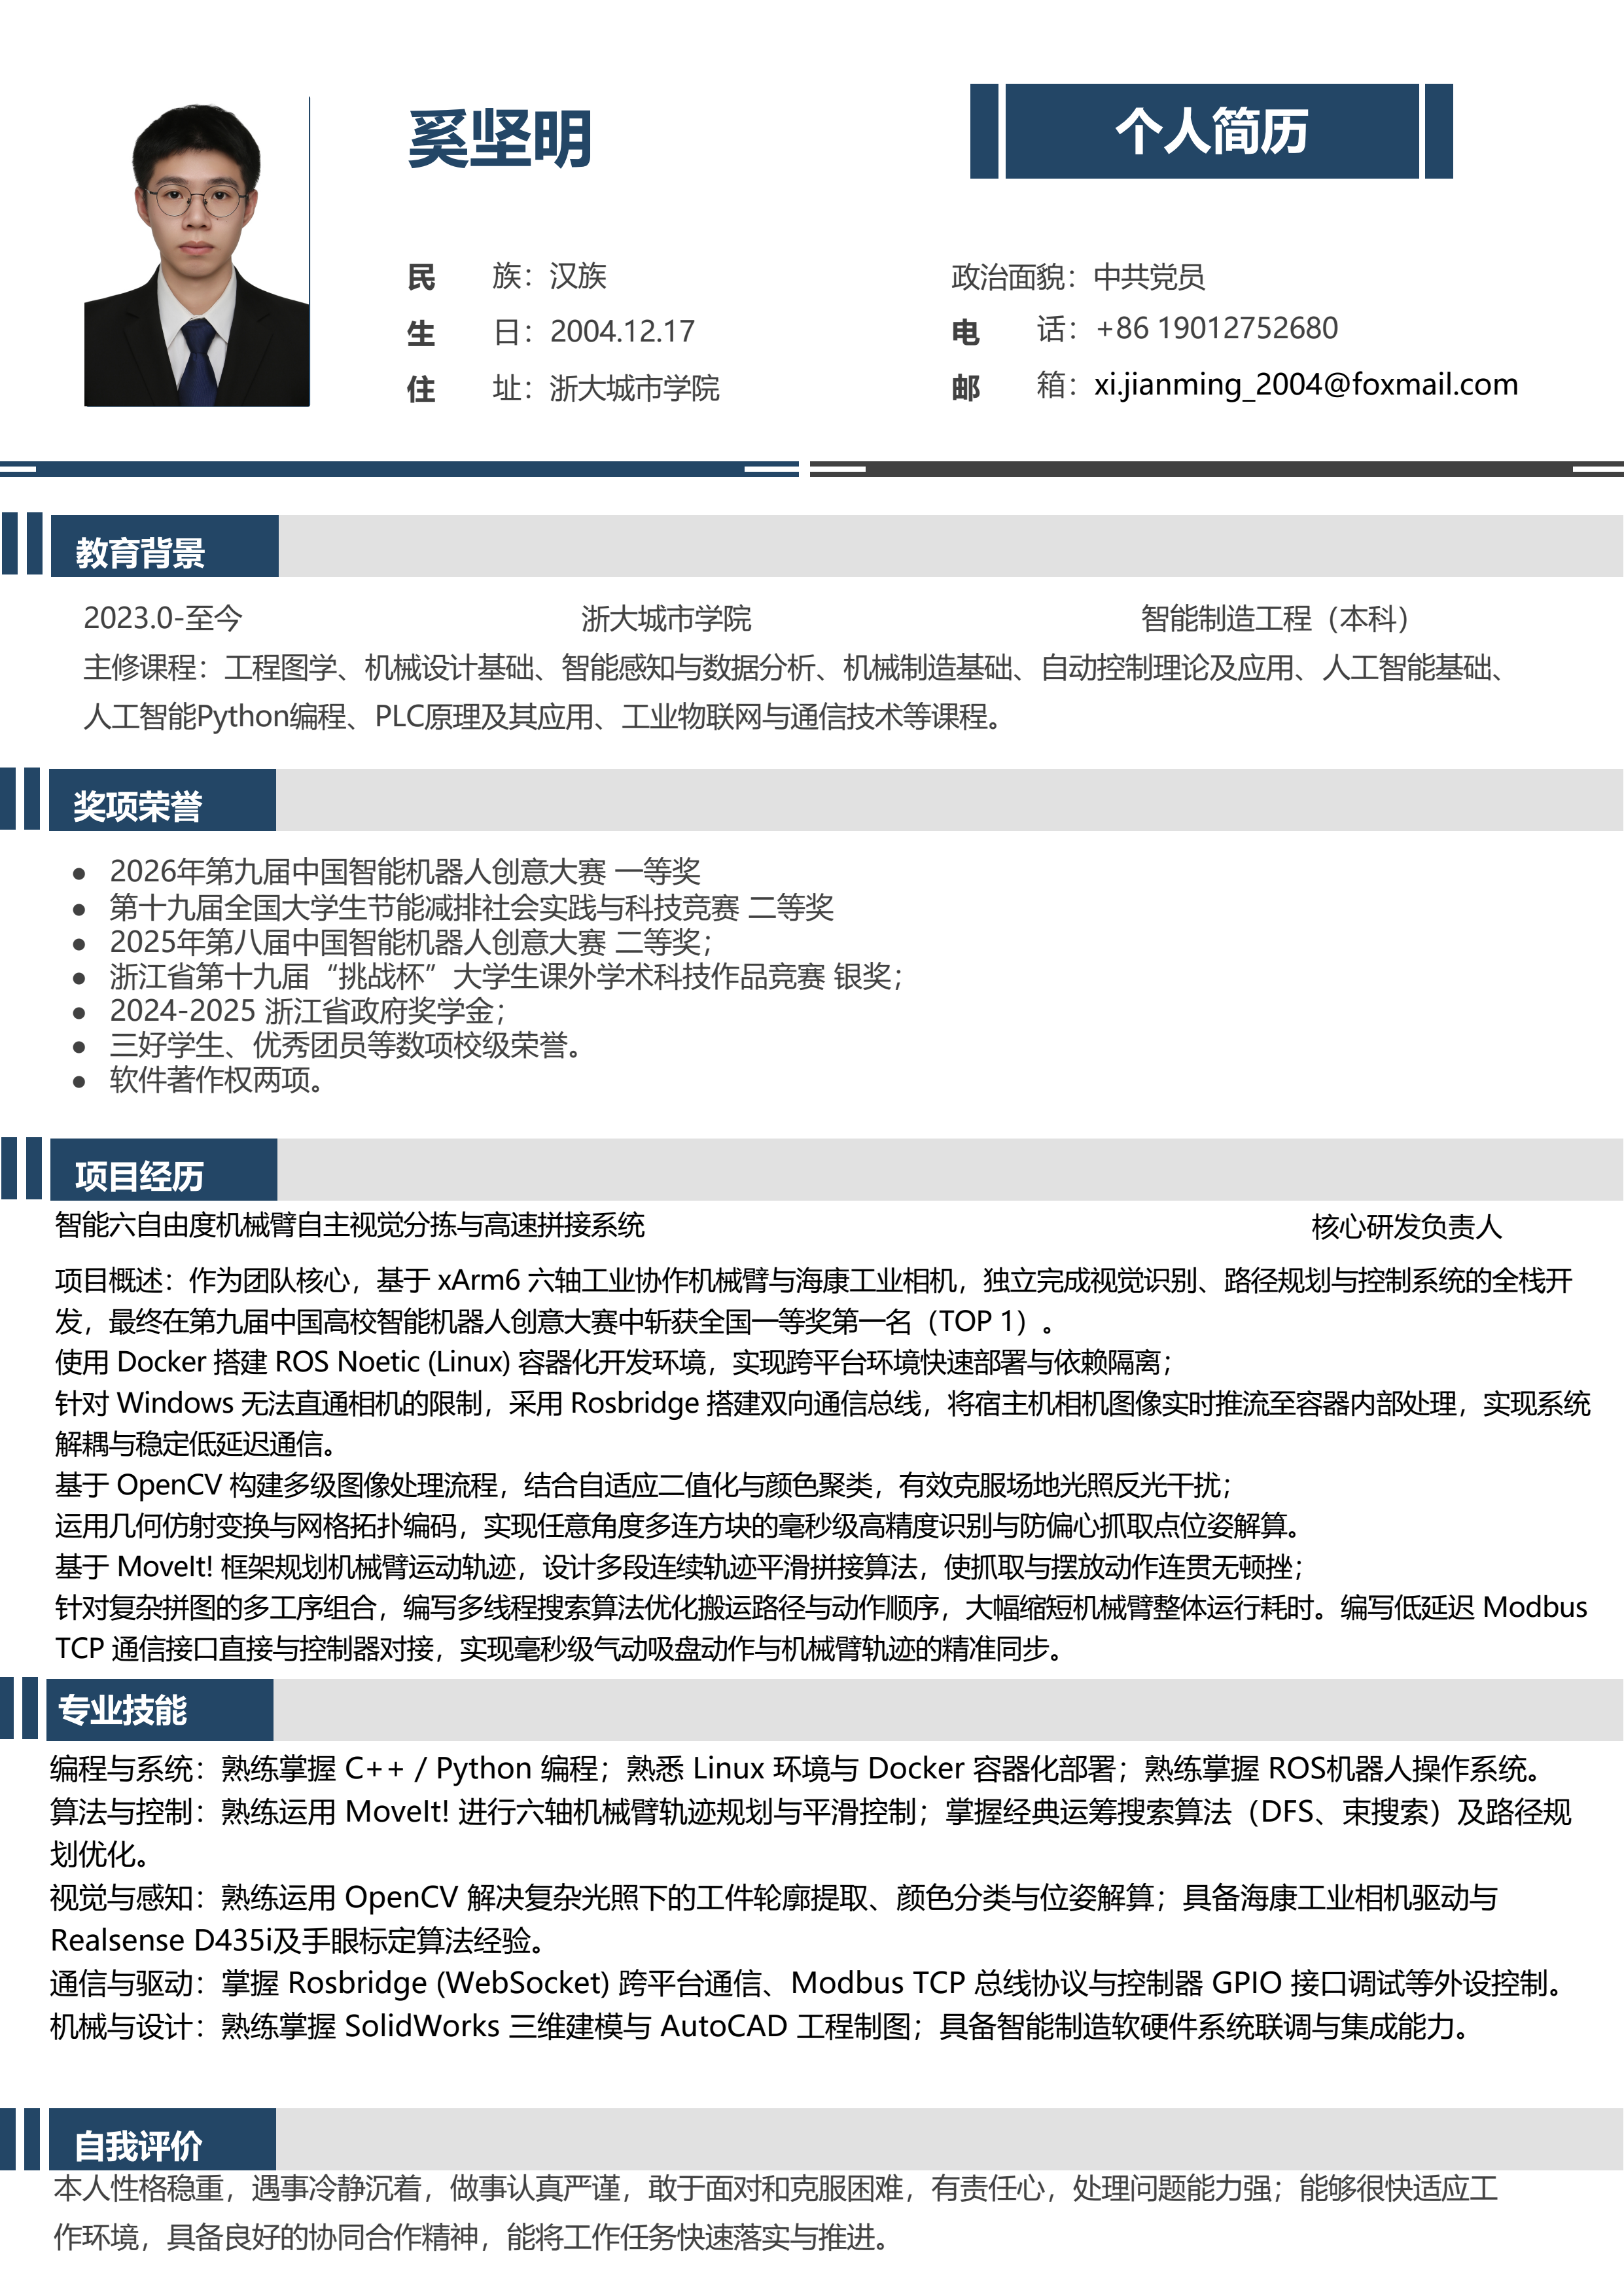 奚坚明
个人简历
民 族：汉族
政治面貌：中共党员
生 日：2004.12.17
电 话：+86 19012752680
住 址：浙大城市学院
邮 箱：xi.jianming_2004@foxmail.com
教育背景
2023.0-至今 浙大城市学院 智能制造工程（本科）
主修课程：工程图学、机械设计基础、智能感知与数据分析、机械制造基础、自动控制理论及应用、人工智能基础、
人工智能Python编程、PLC原理及其应用、工业物联网与通信技术等课程。
奖项荣誉
● 2026年第九届中国智能机器人创意大赛 一等奖
● 第十九届全国大学生节能减排社会实践与科技竞赛 二等奖
● 2025年第八届中国智能机器人创意大赛 二等奖；
● 浙江省第十九届“挑战杯”大学生课外学术科技作品竞赛 银奖；
● 2024-2025 浙江省政府奖学金；
● 三好学生、优秀团员等数项校级荣誉。
● 软件著作权两项。
项目经历
智能六自由度机械臂自主视觉分拣与高速拼接系统 核心研发负责人
项目概述：作为团队核心，基于 xArm6 六轴工业协作机械臂与海康工业相机，独立完成视觉识别、路径规划与控制系统的全栈开
发，最终在第九届中国高校智能机器人创意大赛中斩获全国一等奖第一名（TOP 1）。
使用 Docker 搭建 ROS Noetic (Linux) 容器化开发环境，实现跨平台环境快速部署与依赖隔离；
针对 Windows 无法直通相机的限制，采用 Rosbridge 搭建双向通信总线，将宿主机相机图像实时推流至容器内部处理，实现系统
解耦与稳定低延迟通信。
基于 OpenCV 构建多级图像处理流程，结合自适应二值化与颜色聚类，有效克服场地光照反光干扰；
运用几何仿射变换与网格拓扑编码，实现任意角度多连方块的毫秒级高精度识别与防偏心抓取点位姿解算。
基于 MoveIt! 框架规划机械臂运动轨迹，设计多段连续轨迹平滑拼接算法，使抓取与摆放动作连贯无顿挫；
针对复杂拼图的多工序组合，编写多线程搜索算法优化搬运路径与动作顺序，大幅缩短机械臂整体运行耗时。编写低延迟 Modbus
TCP 通信接口直接与控制器对接，实现毫秒级气动吸盘动作与机械臂轨迹的精准同步。
专业技能
编程与系统：熟练掌握 C++ / Python 编程；熟悉 Linux 环境与 Docker 容器化部署；熟练掌握 ROS机器人操作系统。
算法与控制：熟练运用 MoveIt! 进行六轴机械臂轨迹规划与平滑控制；掌握经典运筹搜索算法（DFS、束搜索）及路径规
划优化。
视觉与感知：熟练运用 OpenCV 解决复杂光照下的工件轮廓提取、颜色分类与位姿解算；具备海康工业相机驱动与
Realsense D435i及手眼标定算法经验。
通信与驱动：掌握 Rosbridge (WebSocket) 跨平台通信、Modbus TCP 总线协议与控制器 GPIO 接口调试等外设控制。
机械与设计：熟练掌握 SolidWorks 三维建模与 AutoCAD 工程制图；具备智能制造软硬件系统联调与集成能力。
自我评价
本人性格稳重，遇事冷静沉着，做事认真严谨，敢于面对和克服困难，有责任心，处理问题能力强；能够很快适应工
作环境，具备良好的协同合作精神，能将工作任务快速落实与推进。